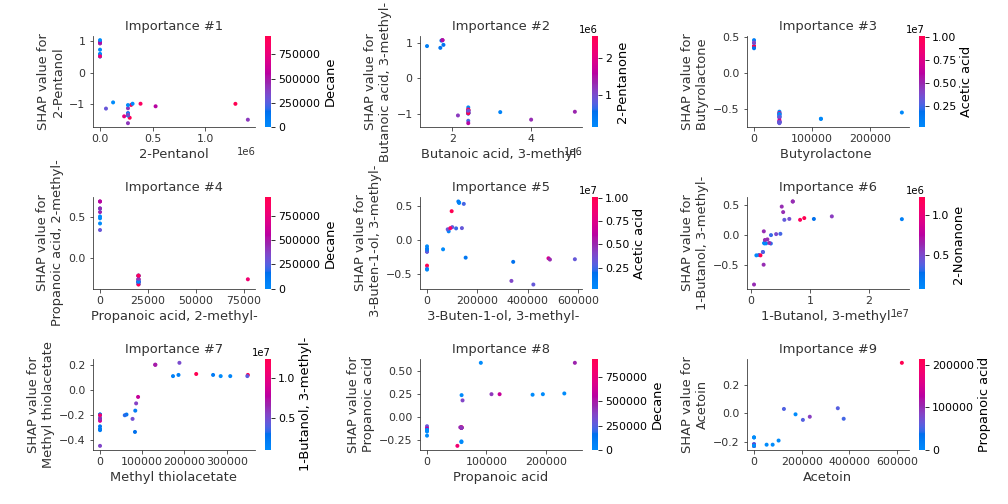 Importance #1
SHAP value for
2-Pentanol
1
0
−1
0.0
0.5
1.0
1e6
2-Pentanol
750000
500000
250000
0
Decane
Importance #2
SHAP value for
Butanoic acid, 3-methyl-
1
0
−1
2
4
1e6
Butanoic acid, 3-methyl-
1e6
2
1
2-Pentanone
Importance #3
SHAP value for
Butyrolactone
0.5
0.0
−0.5
0
100000
200000
Butyrolactone
1e7
1.00
0.75
0.50
0.25
Acetic acid
Importance #4
SHAP value for
Propanoic acid, 2-methyl-
0.5
0.0
0
25000
50000
75000
Propanoic acid, 2-methyl-
750000
500000
250000
0
Decane
Importance #5
SHAP value for
3-Buten-1-ol, 3-methyl-
0.5
0.0
−0.5
0
200000
400000
600000
3-Buten-1-ol, 3-methyl-
1e7
1.00
0.75
0.50
0.25
Acetic acid
Importance #6
SHAP value for
1-Butanol, 3-methyl-
0.5
0.0
−0.5
0
1
2
1e7
1-Butanol, 3-methyl-
1e6
1.0
0.5
2-Nonanone
Importance #7
SHAP value for
Methyl thiolacetate
0.2
0.0
−0.2
−0.4
0
100000
200000
300000
Methyl thiolacetate
1e7
1.0
0.5
1-Butanol, 3-methyl-
Importance #8
SHAP value for
Propanoic acid
0.50
0.25
0.00
−0.25
0
100000
200000
Propanoic acid
750000
500000
250000
0
Decane
Importance #9
SHAP value for
Acetoin
0.2
0.0
−0.2
0
200000
400000
600000
Acetoin
200000
100000
0
Propanoic acid